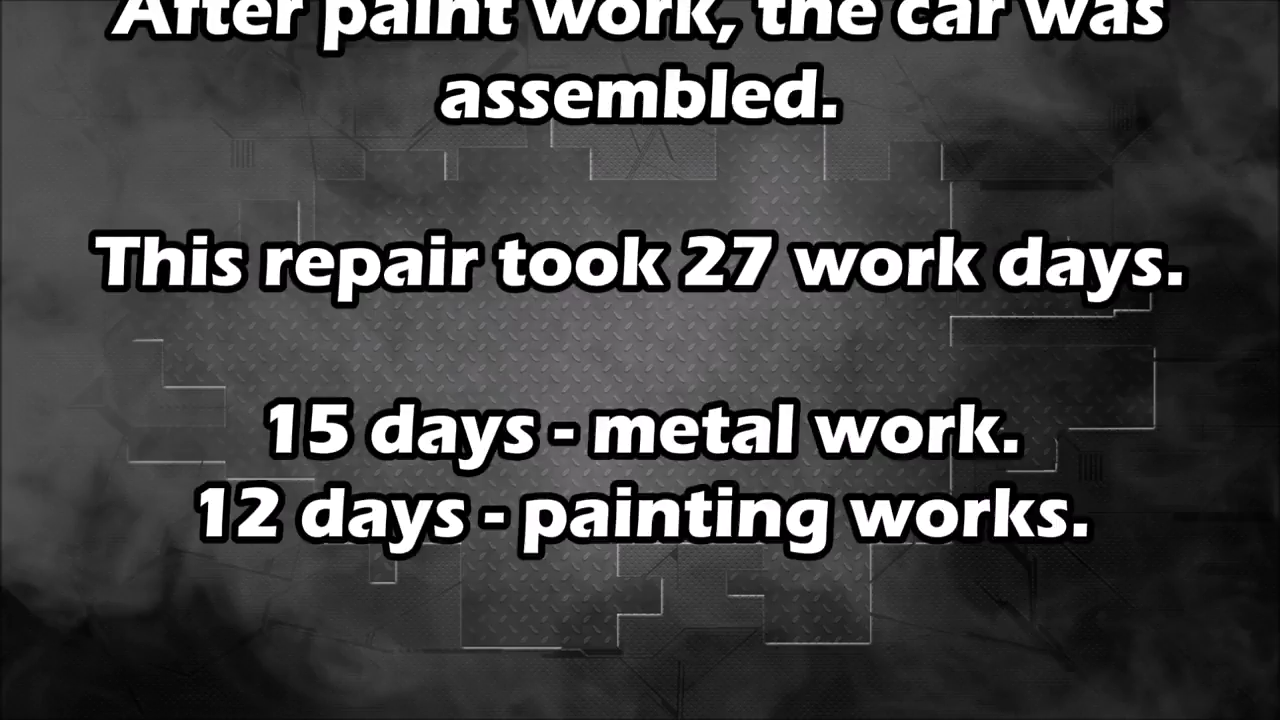 After paint work, the car was
assembled.
This repair took 27 work days.
15 days - metal work.
12 days - painting works.